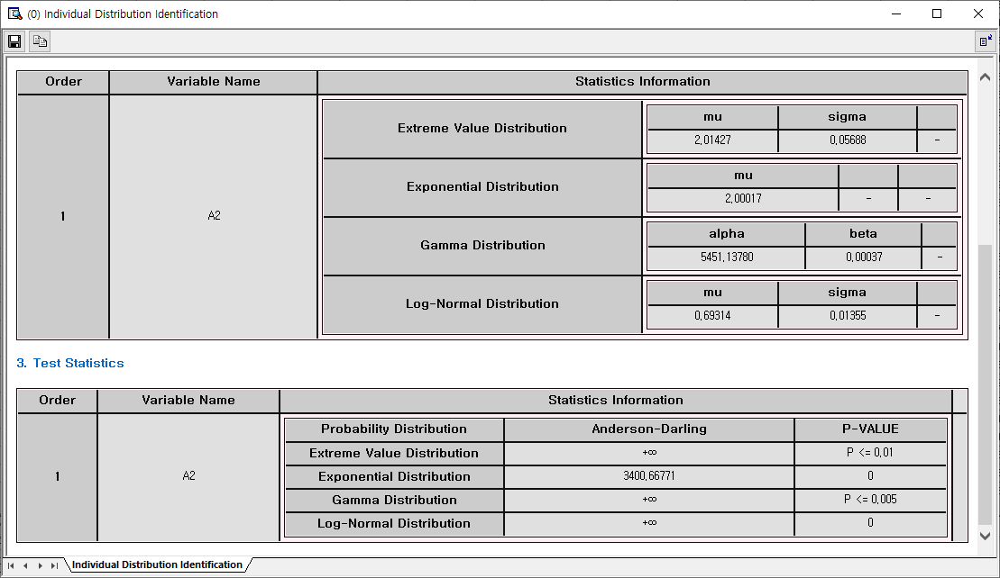 (0) Individual Distribution Identification
Order Variable Name Statistics Information
1 A2
Extreme Value Distribution
mu sigma
2,01427 0,05688 -
Exponential Distribution
mu
2,00017 - -
Gamma Distribution
alpha beta
5451,13780 0,00037 -
Log-Normal Distribution
mu sigma
0,69314 0,01355 -
3. Test Statistics
Order Variable Name Statistics Information
1 A2
Probability Distribution Anderson-Darling P-VALUE
Extreme Value Distribution +∞ P <= 0,01
Exponential Distribution 3400,66771 0
Gamma Distribution +∞ P <= 0,005
Log-Normal Distribution +∞ 0
Individual Distribution Identification